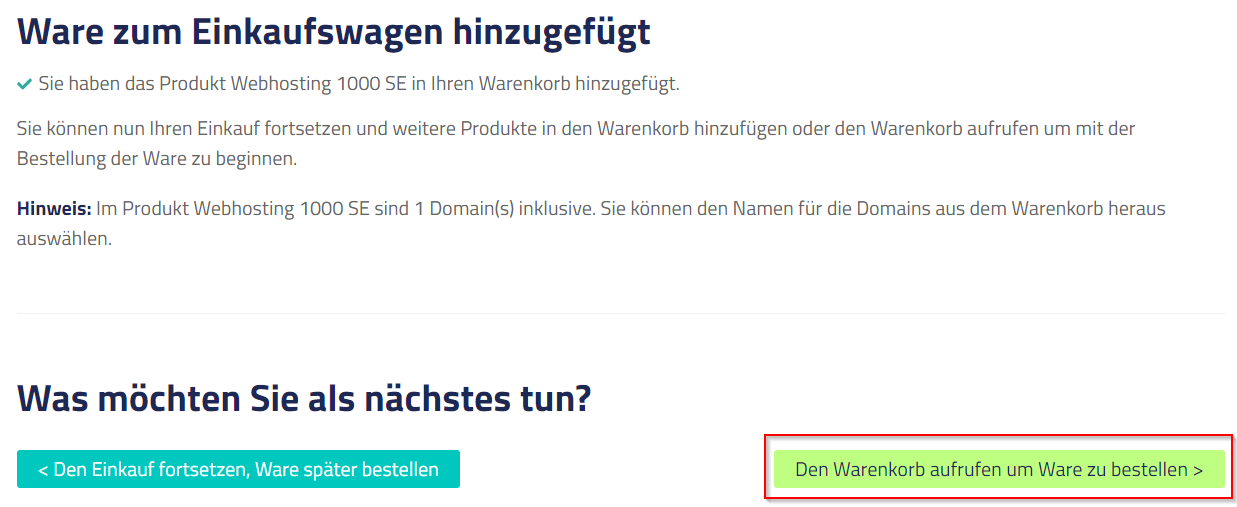 Ware zum Einkaufswagen hinzugefügt
Sie haben das Produkt Webhosting 1000 SE in Ihren Warenkorb hinzugefügt.
Sie können nun Ihren Einkauf fortsetzen und weitere Produkte in den Warenkorb hinzufügen oder den Warenkorb aufrufen um mit der
Bestellung der Ware zu beginnen.
Hinweis: Im Produkt Webhosting 1000 SE sind 1 Domain(s) inklusive. Sie können den Namen für die Domains aus dem Warenkorb heraus
auswählen.
Was möchten Sie als nächstes tun?
< Den Einkauf fortsetzen, Ware später bestellen
Den Warenkorb aufrufen um Ware zu bestellen >